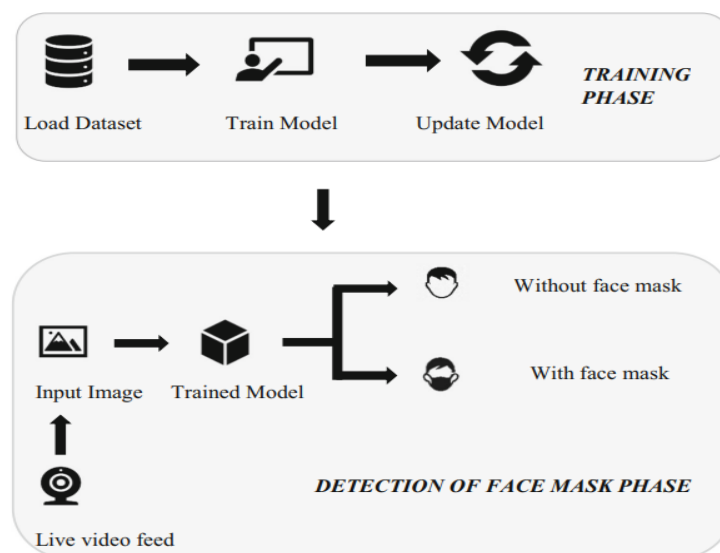 TRAINING
PHASE
Load Dataset
Train Model
Update Model
Without face mask
With face mask
Input Image
Trained Model
DETECTION OF FACE MASK PHASE
Live video feed